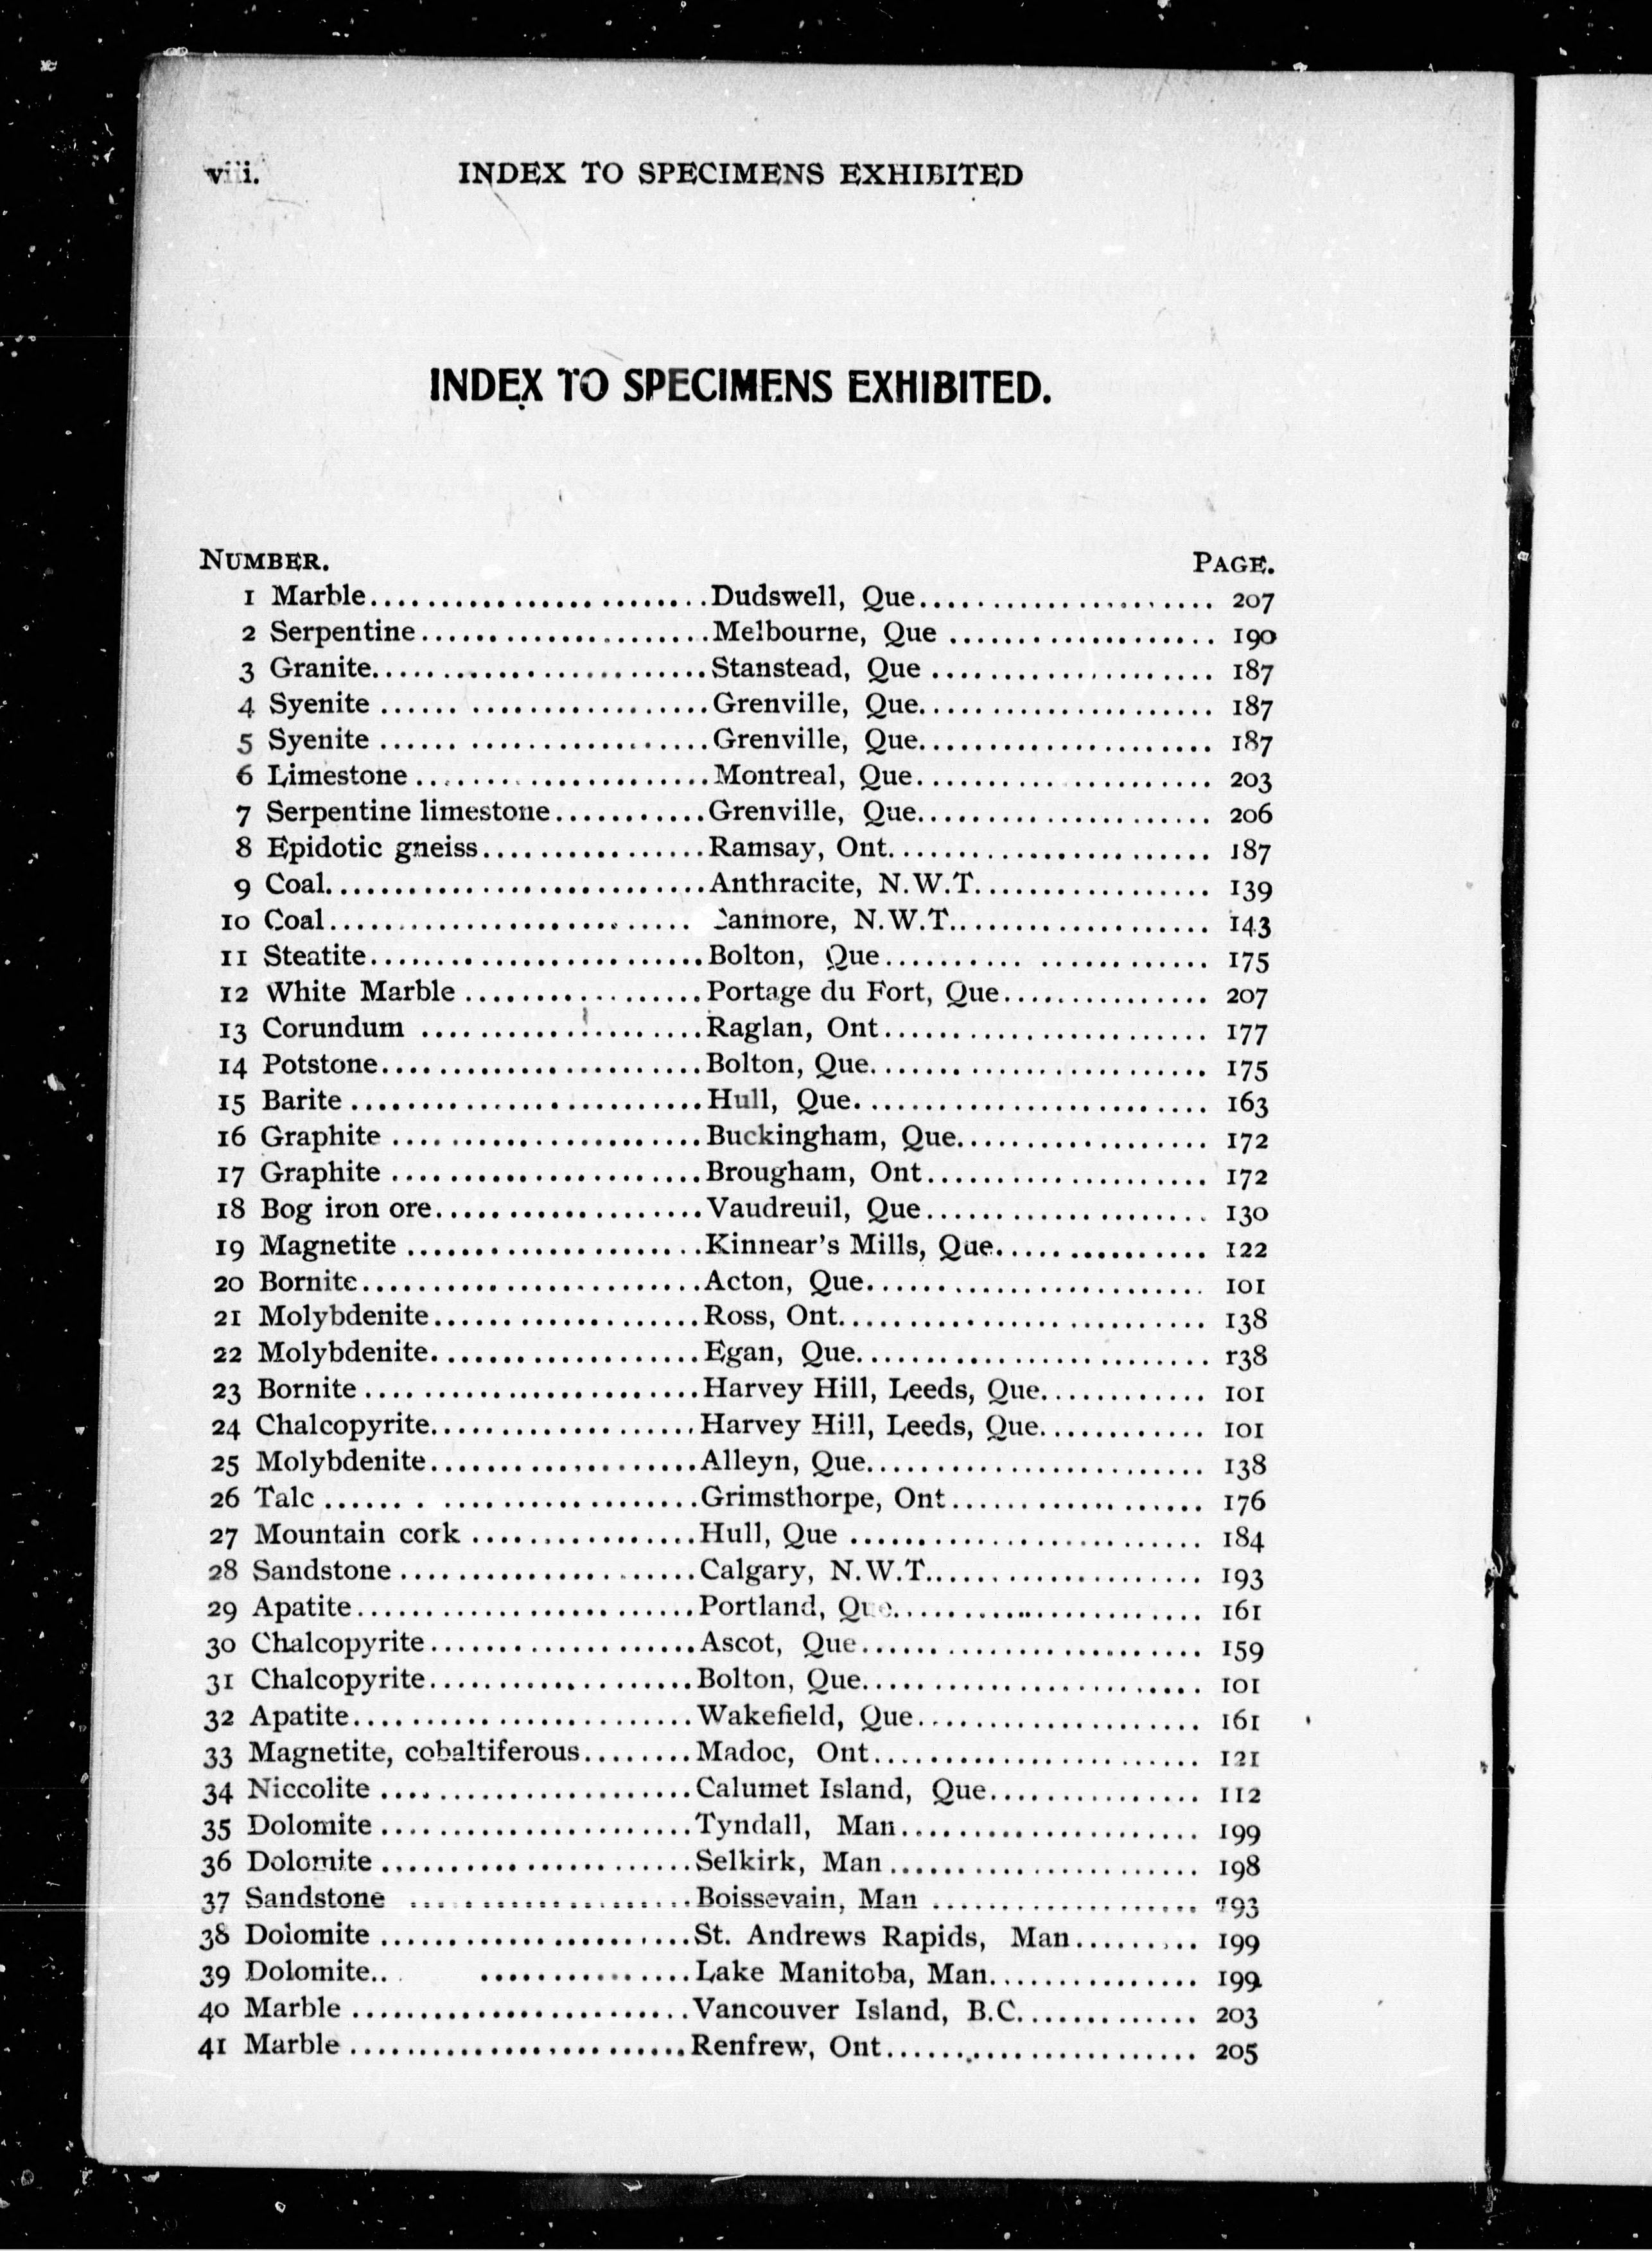 viii. INDEX TO SPECIMENS EXHIBITED
INDEX TO SPECIMENS EXHIBITED.
NUMBER. PAGE.
1 Marble........................Dudswell, Que..................... 207
2 Serpentine.....................Melbourne, Que ................... 190
3 Granite........................Stanstead, Que .................... 187
4 Syenite ...... .................Grenville, Que..................... 187
5 Syenite ...... .................Grenville, Que..................... 187
6 Limestone .....................Montreal, Que..................... 203
7 Serpentine limestone...........Grenville, Que..................... 206
8 Epidotic gneiss................Ramsay, Ont....................... 187
9 Coal...........................Anthracite, N.W.T................. 139
10 Coal.......................... Canmore, N.W.T................... 143
11 Steatite........................Bolton, Que.......... ............ 175
12 White Marble .................Portage du Fort, Que............... 207
13 Corundum ....................Raglan, Ont....................... 177
14 Potstone.......................Bolton, Que........................ 175
15 Barite .........................Hull, Que......................... 163
16 Graphite ......................Buckingham, Que.................. 172
17 Graphite ......................Brougham, Ont.................... 172
18 Bog iron ore...................Vaudreuil, Que.................... 130
19 Magnetite .....................Kinnear's Mills, Que............... 122
20 Bornite........................Acton, Que........................ 101
21 Molybdenite...................Ross, Ont.......................... 138
22 Molybdenite...................Egan, Que......................... r38
23 Bornite ........................Harvey Hill, Leeds, Que............ 101
24 Chalcopyrite...................Harvey Hill, Leeds, Que............ 101
25 Molybdenite...................Alleyn, Que........................ 138
26 Talc ...... . ..................Grimsthorpe, Ont.................. 176
27 Mountain cork ................Hull, Que ......................... 184
28 Sandstone .....................Calgary, N.W.T.................... 193
29 Apatite........................Portland, Que...................... 161
30 Chalcopyrite...................Ascot, Que........................ 159
31 Chalcopyrite...................Bolton, Que........................ 101
32 Apatite........................Wakefield, Que.................... 161
33 Magnetite, cobaltiferous........Madoc, Ont....................... 121
34 Niccolite ......................Calumet Island, Que............... 112
35 Dolomite ......................Tyndall, Man..................... 199
36 Dolomite ......................Selkirk, Man...................... 198
37 Sandstone ....................Boissevain, Man ................... 193
38 Dolomite ......................St. Andrews Rapids, Man......... 199
39 Dolomite... ...............Lake Manitoba, Man............... 199
40 Marble ........................Vancouver Island, B.C............. 203
41 Marble ........................Renfrew, Ont...................... 205